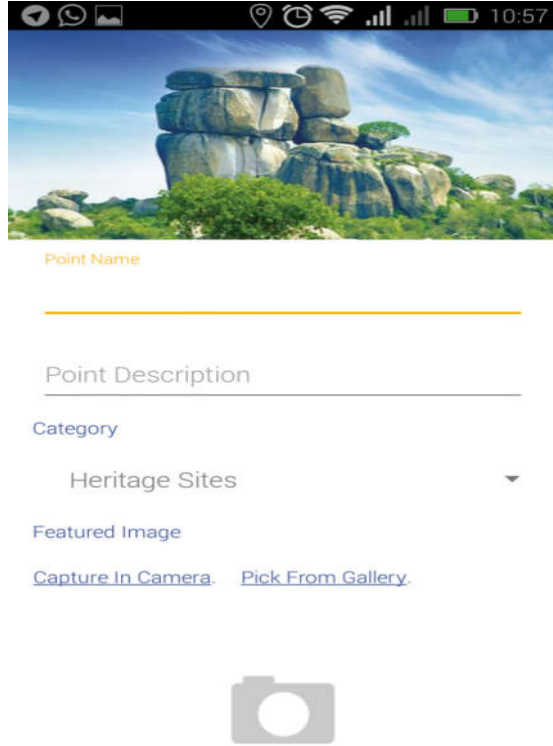 10:57
Point Name
Point Description
Category
Heritage Sites
Featured Image
Capture In Camera. Pick From Gallery.